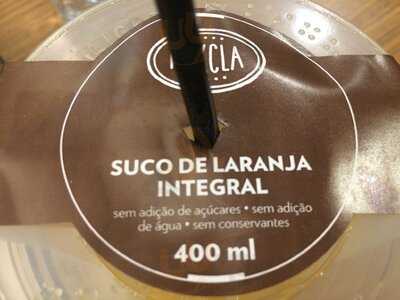 SUCO DE LARANJA
INTEGRAL
sem adição de açúcares • sem adição
de água • sem conservantes
400 ml